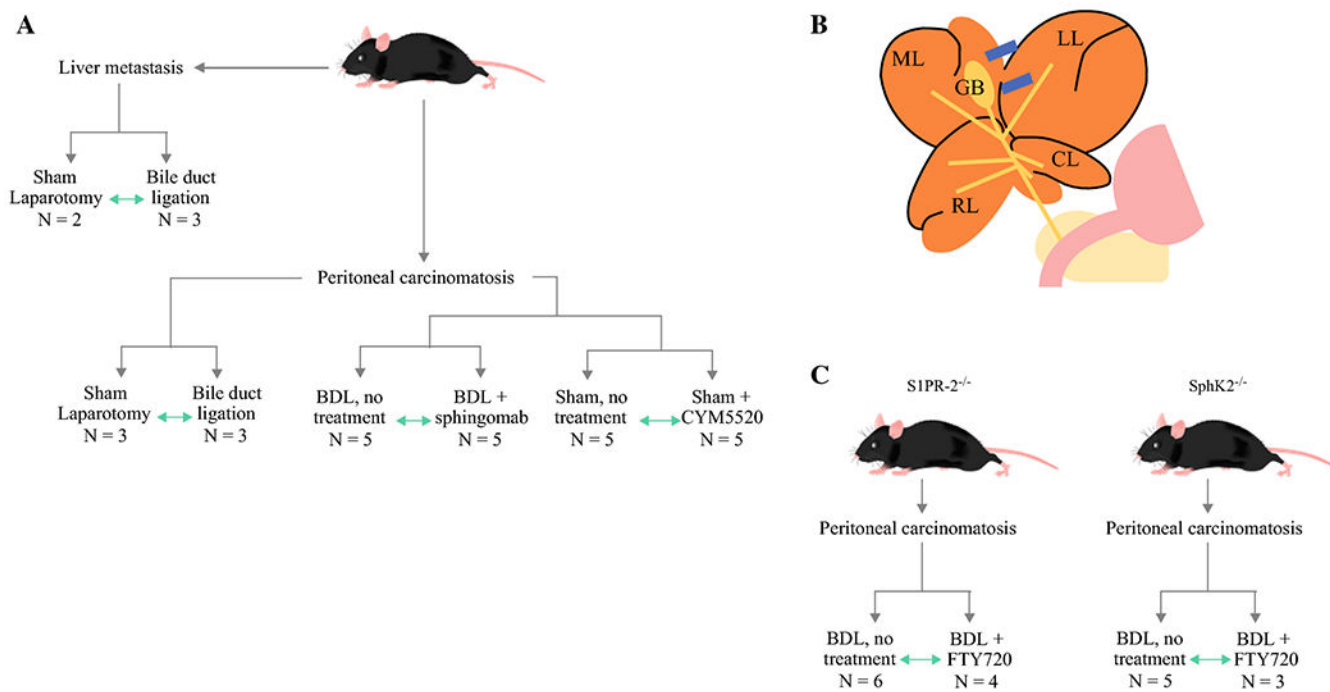 A
Liver metastasis
Sham
Laparotomy
N = 2
Bile duct
ligation
N = 3
Peritoneal carcinomatosis
Sham
Laparotomy
N = 3
Bile duct
ligation
N = 3
BDL, no
treatment
N = 5
BDL +
sphingomab
N = 5
Sham, no
treatment
N = 5
Sham +
CYM5520
N = 5
B
ML
LL
GB
CL
RL
C
S1PR-2⁻/⁻
Peritoneal carcinomatosis
BDL, no
treatment
N = 6
BDL +
FTY720
N = 4
SphK2⁻/⁻
Peritoneal carcinomatosis
BDL, no
treatment
N = 5
BDL +
FTY720
N = 3